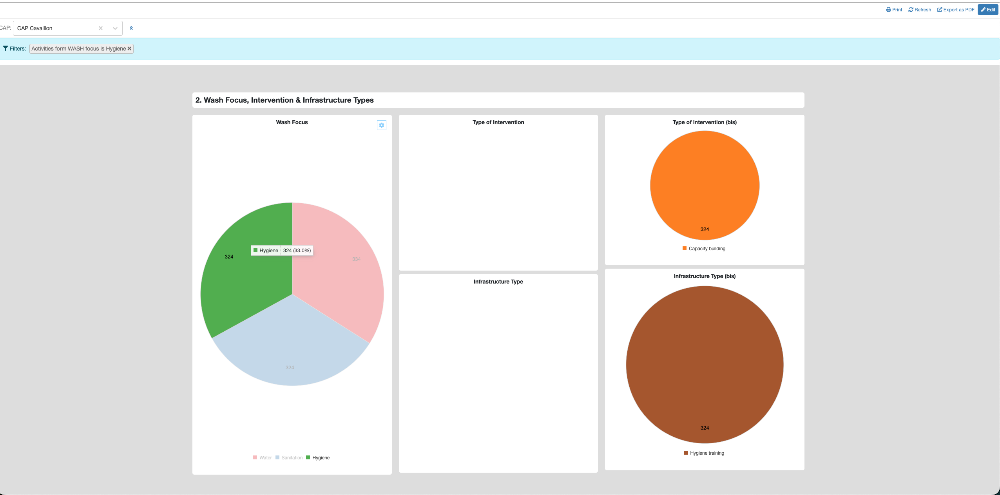 Print Refresh Export as PDF Edit
CAP: CAP Cavaillon
Filters: Activities form WASH focus is Hygiene
2. Wash Focus, Intervention & Infrastructure Types
Wash Focus
324
Hygiene 324 (33.0%)
334
324
Water Sanitation Hygiene
Type of Intervention
Infrastructure Type
Type of Intervention (bis)
324
Capacity building
Infrastructure Type (bis)
324
Hygiene training